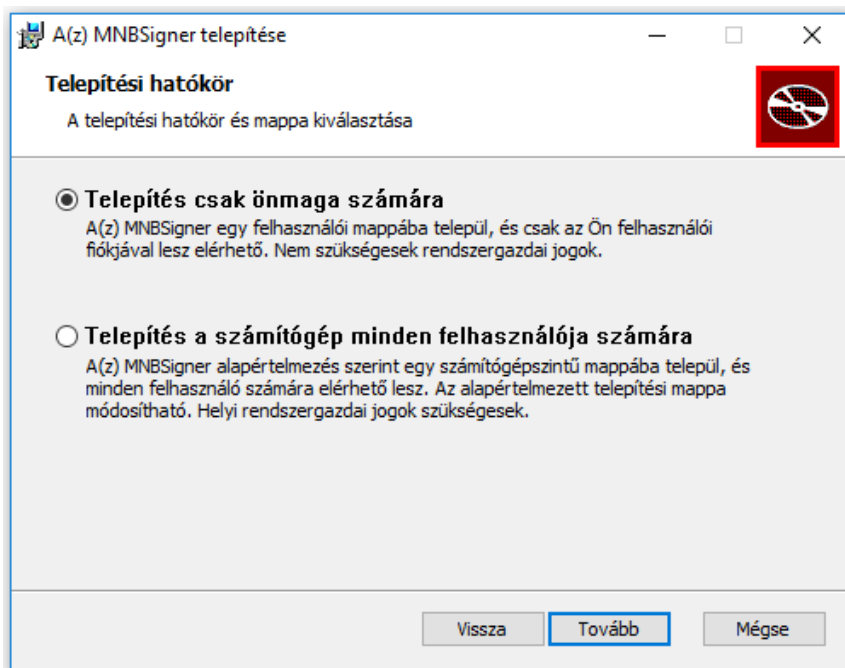 A(z) MNBSigner telepítése
Telepítési hatókör
A telepítési hatókör és mappa kiválasztása
Telepítés csak önmaga számára
A(z) MNBSigner egy felhasználói mappába települ, és csak az Ön felhasználói
fiókjával lesz elérhető. Nem szükségesek rendszergazdai jogok.
Telepítés a számítógép minden felhasználója számára
A(z) MNBSigner alapértelmezés szerint egy számítógépszintű mappába települ, és
minden felhasználó számára elérhető lesz. Az alapértelmezett telepítési mappa
módosítható. Helyi rendszergazdai jogok szükségesek.
Vissza Tovább Mégse